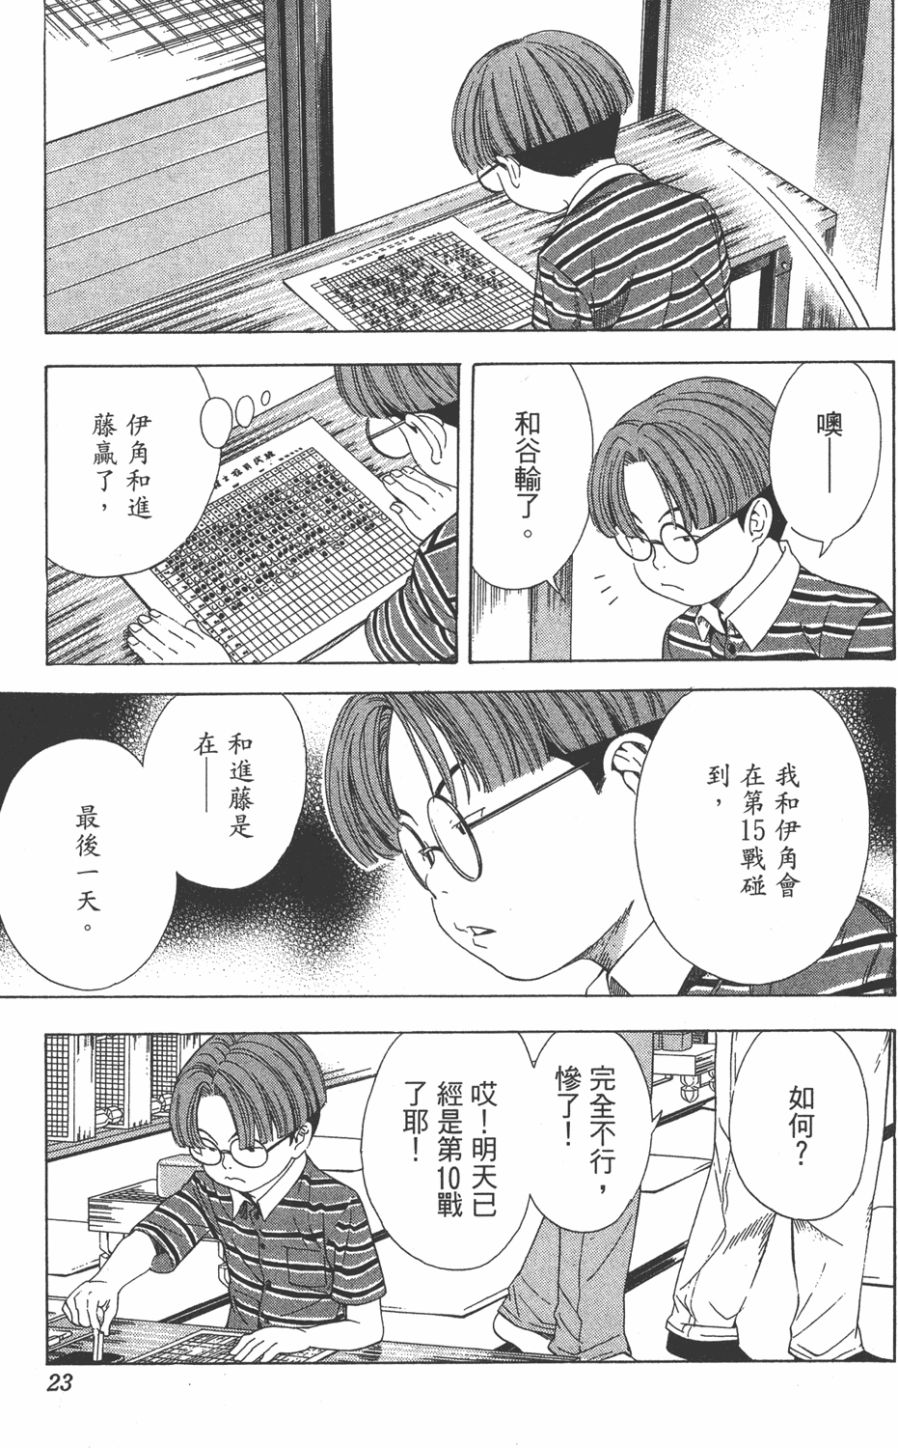 噢——
和谷輸了。
伊角和進
藤贏了，
我和伊角會
在第15戰碰
到，
和進藤是
在——
最後一天。
如何？
完全不行，
慘了！
哎！明天已
經是第10戰
了耶！
23